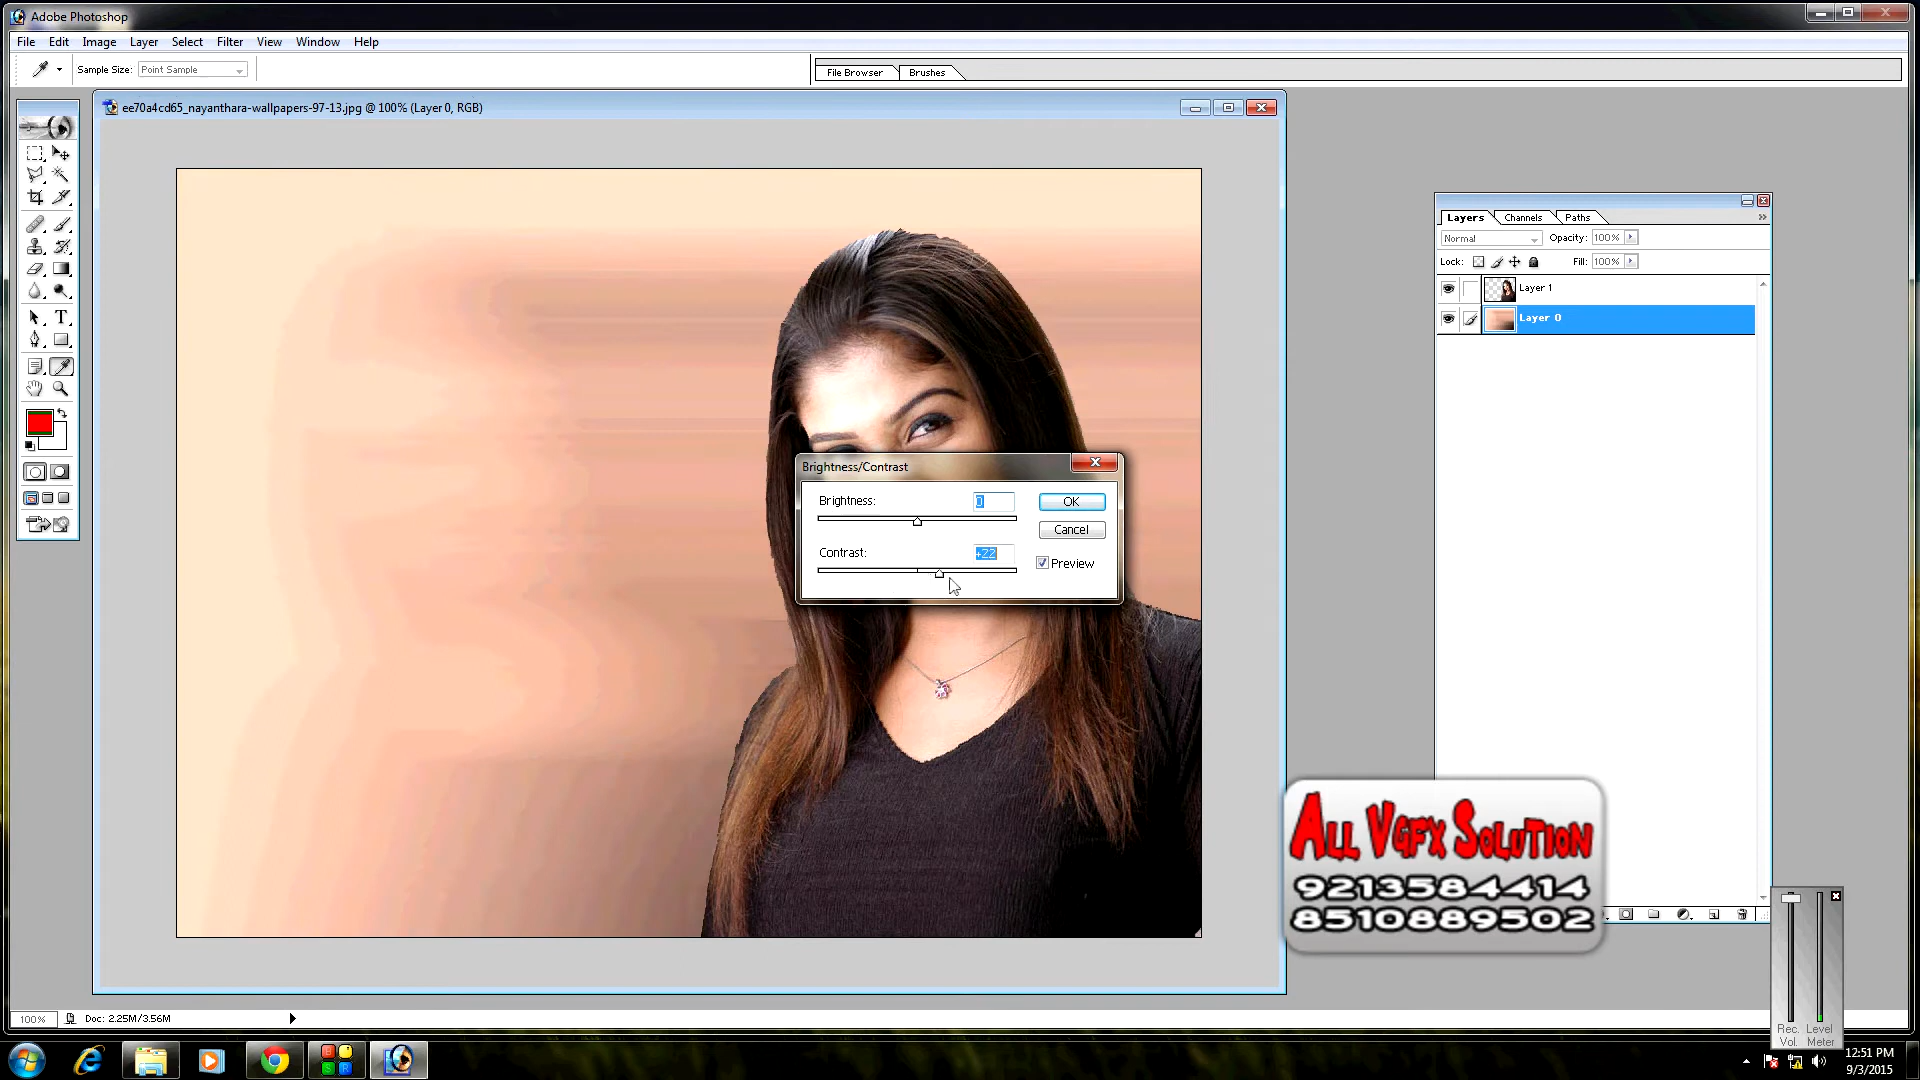 Adobe Photoshop
File Edit Image Layer Select Filter View Window Help
Sample Size: Point Sample
File Browser Brushes
ee70a4cd65_nayanthara-wallpapers-97-13.jpg @ 100% (Layer 0, RGB)
Layers Channels Paths
Normal Opacity: 100%
Lock: Fill: 100%
Layer 1
Layer 0
Brightness/Contrast
Brightness: 0 OK
Cancel
Contrast: +22
Preview
ALL VGFX SOLUTION
9213584414
8510889502
100% Doc: 2.25M/3.56M
Rec. Level
Vol. Meter
12:51 PM
9/3/2015